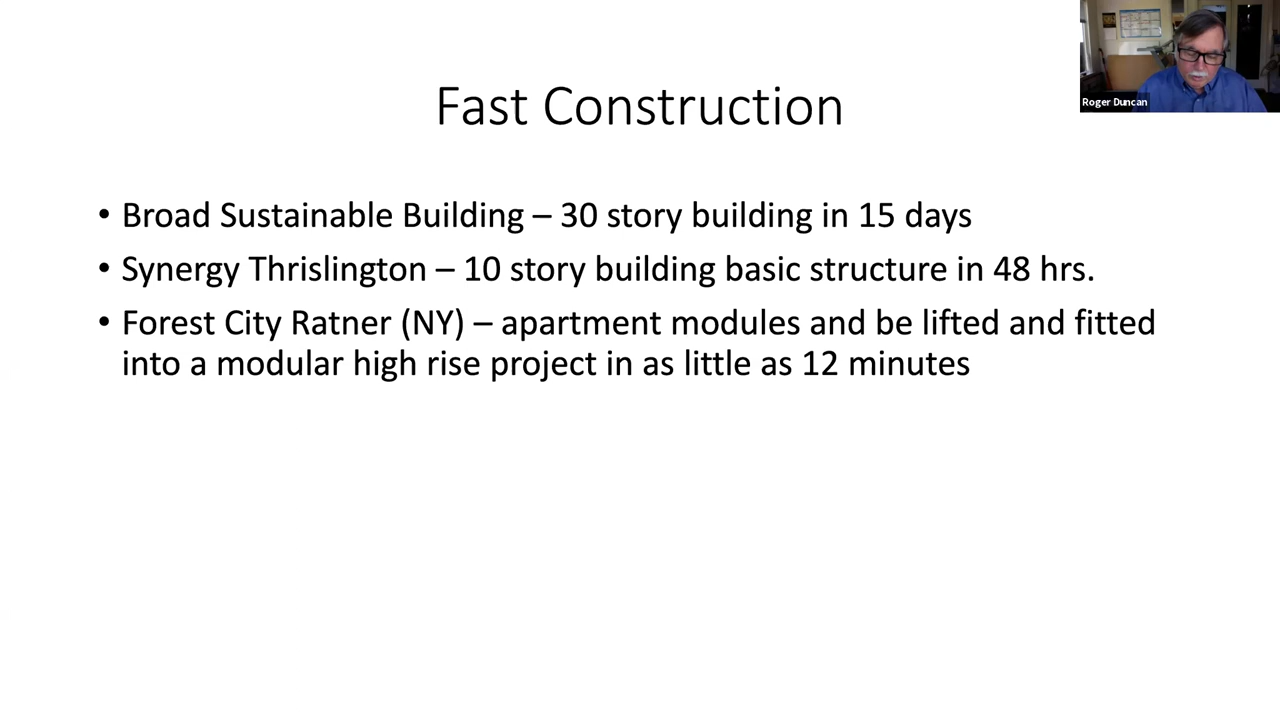 Roger Duncan
Fast Construction
• Broad Sustainable Building – 30 story building in 15 days
• Synergy Thrislington – 10 story building basic structure in 48 hrs.
• Forest City Ratner (NY) – apartment modules and be lifted and fitted
into a modular high rise project in as little as 12 minutes